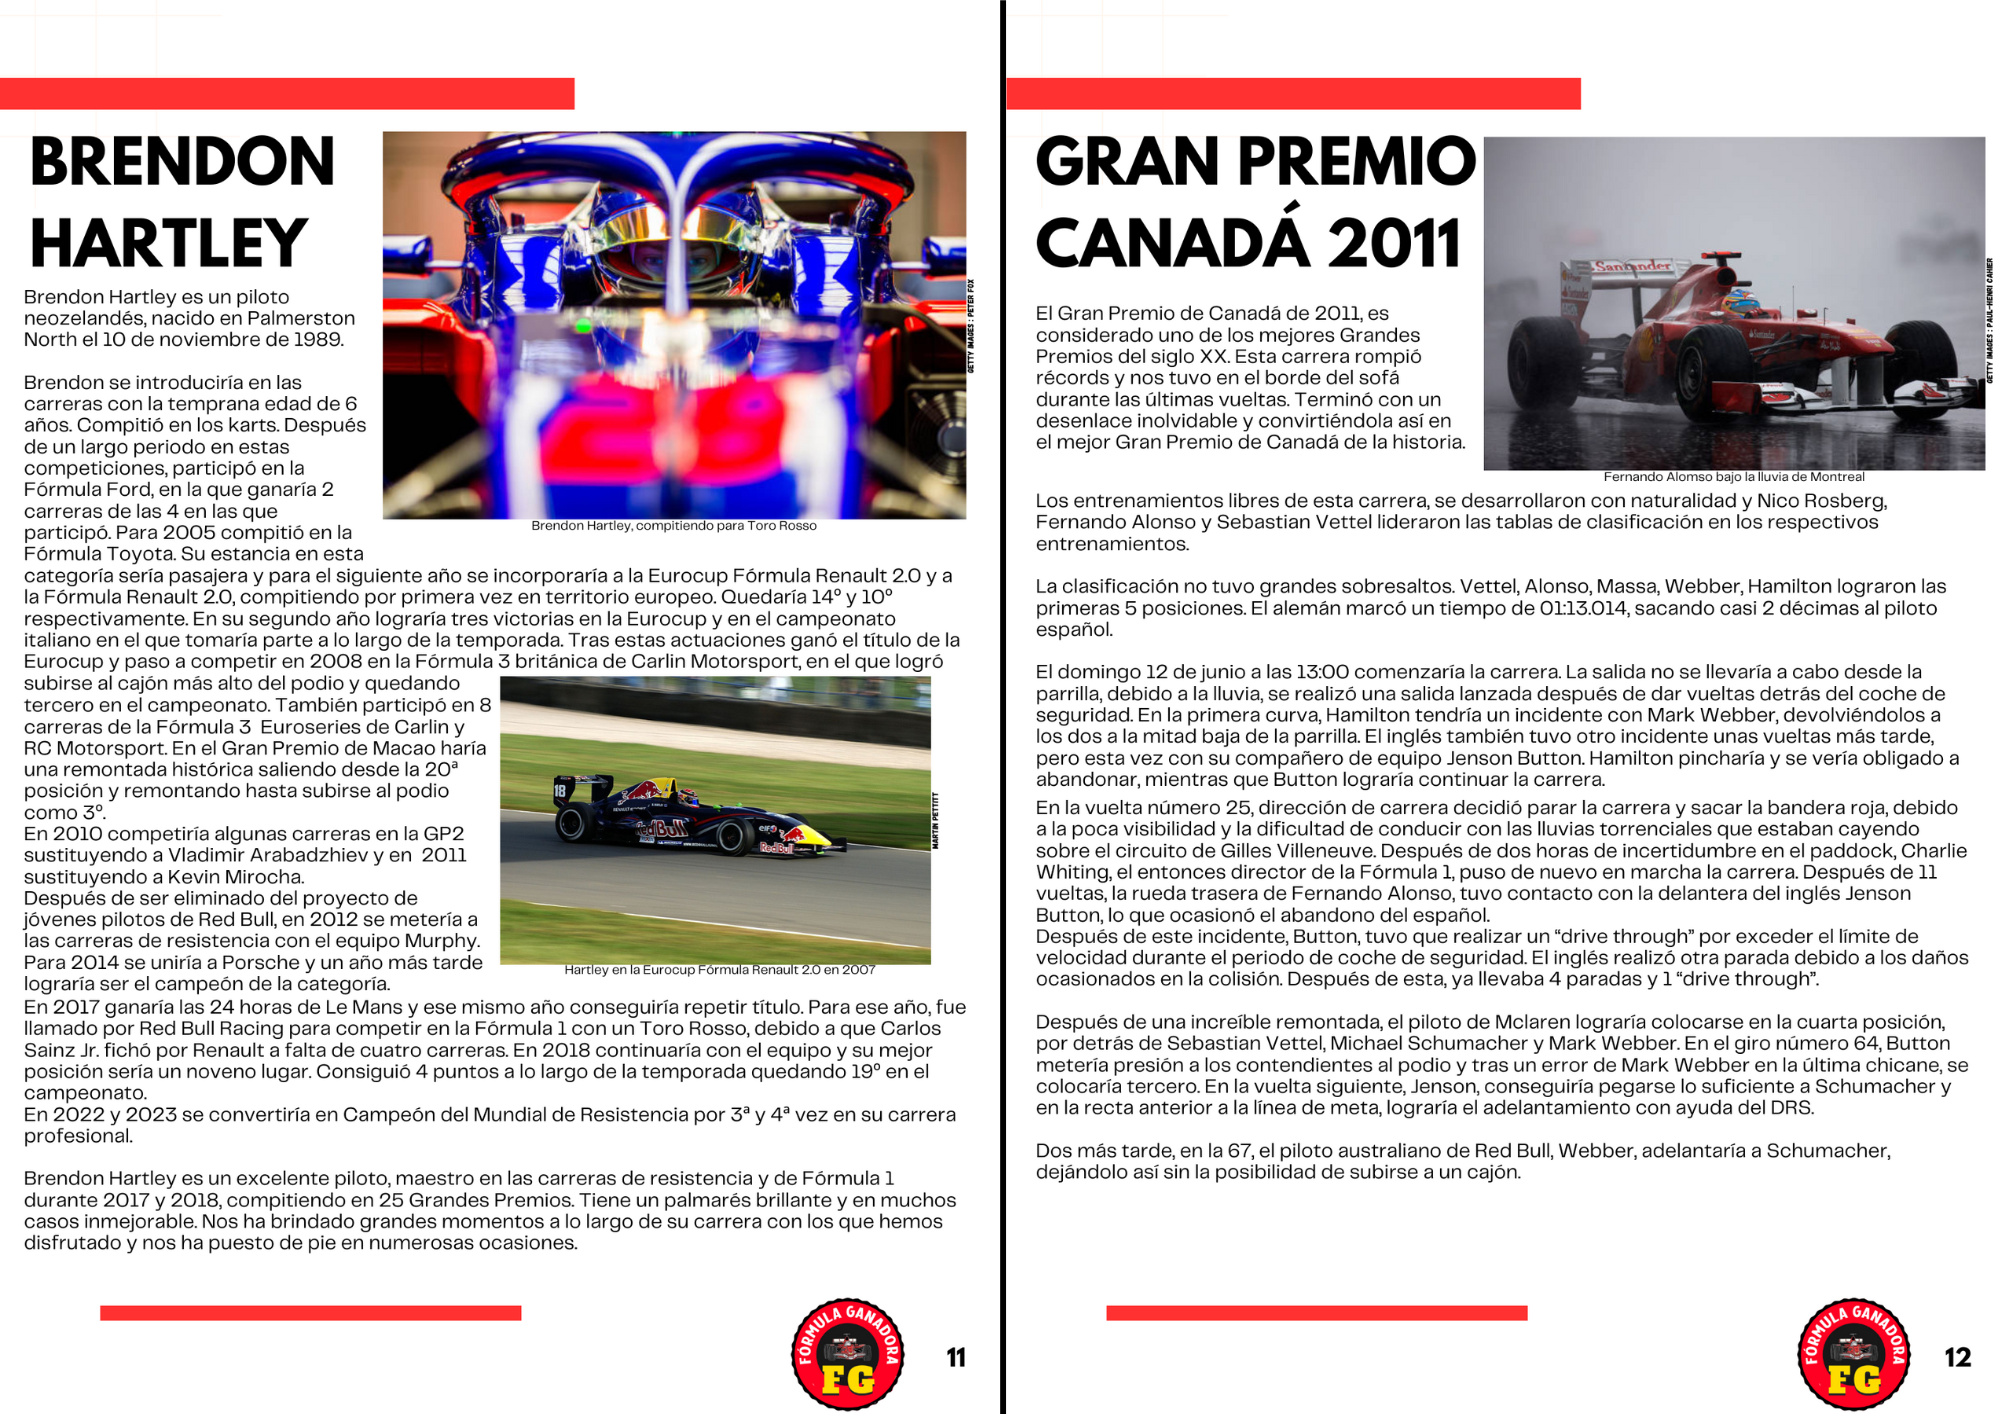 BRENDON
HARTLEY
Brendon Hartley es un piloto
neozelandés, nacido en Palmerston
North el 10 de noviembre de 1989.
Brendon se introduciría en las
carreras con la temprana edad de 6
años. Compitió en los karts. Después
de un largo periodo en estas
competiciones, participó en la
Fórmula Ford, en la que ganaría 2
carreras de las 4 en las que
participó. Para 2005 compitió en la
Fórmula Toyota. Su estancia en esta
categoría sería pasajera y para el siguiente año se incorporaría a la Eurocup Fórmula Renault 2.0 y a
la Fórmula Renault 2.0, compitiendo por primera vez en territorio europeo. Quedaría 14º y 10º
respectivamente. En su segundo año lograría tres victorias en la Eurocup y en el campeonato
italiano en el que tomaría parte a lo largo de la temporada. Tras estas actuaciones ganó el título de la
Eurocup y paso a competir en 2008 en la Fórmula 3 británica de Carlin Motorsport, en el que logró
subirse al cajón más alto del podio y quedando
tercero en el campeonato. También participó en 8
carreras de la Fórmula 3 Euroseries de Carlin y
RC Motorsport. En el Gran Premio de Macao haría
una remontada histórica saliendo desde la 20ª
posición y remontando hasta subirse al podio
como 3º.
En 2010 competiría algunas carreras en la GP2
sustituyendo a Vladimir Arabadzhiev y en 2011
sustituyendo a Kevin Mirocha.
Después de ser eliminado del proyecto de
jóvenes pilotos de Red Bull, en 2012 se metería a
las carreras de resistencia con el equipo Murphy.
Para 2014 se uniría a Porsche y un año más tarde
lograría ser el campeón de la categoría.
En 2017 ganaría las 24 horas de Le Mans y ese mismo año conseguiría repetir título. Para ese año, fue
llamado por Red Bull Racing para competir en la Fórmula 1 con un Toro Rosso, debido a que Carlos
Sainz Jr. fichó por Renault a falta de cuatro carreras. En 2018 continuaría con el equipo y su mejor
posición sería un noveno lugar. Consiguió 4 puntos a lo largo de la temporada quedando 19º en el
campeonato.
En 2022 y 2023 se convertiría en Campeón del Mundial de Resistencia por 3ª y 4ª vez en su carrera
profesional.
Brendon Hartley es un excelente piloto, maestro en las carreras de resistencia y de Fórmula 1
durante 2017 y 2018, compitiendo en 25 Grandes Premios. Tiene un palmarés brillante y en muchos
casos inmejorable. Nos ha brindado grandes momentos a lo largo de su carrera con los que hemos
disfrutado y nos ha puesto de pie en numerosas ocasiones.
GETTY IMAGES : PETER FOX
Brendon Hartley, compitiendo para Toro Rosso
18
Red Bull
elf
Red Bull
MARTIN PETTITT
Hartley en la Eurocup Fórmula Renault 2.0 en 2007
FÓRMULA GANADORA
FG
11
GRAN PREMIO
CANADÁ 2011
Santander
Santander
GETTY IMAGES : PAUL-HENRI CAHIER
Fernando Alomso bajo la lluvia de Montreal
El Gran Premio de Canadá de 2011, es
considerado uno de los mejores Grandes
Premios del siglo XX. Esta carrera rompió
récords y nos tuvo en el borde del sofá
durante las últimas vueltas. Terminó con un
desenlace inolvidable y convirtiéndola así en
el mejor Gran Premio de Canadá de la historia.
Los entrenamientos libres de esta carrera, se desarrollaron con naturalidad y Nico Rosberg,
Fernando Alonso y Sebastian Vettel lideraron las tablas de clasificación en los respectivos
entrenamientos.
La clasificación no tuvo grandes sobresaltos. Vettel, Alonso, Massa, Webber, Hamilton lograron las
primeras 5 posiciones. El alemán marcó un tiempo de 01:13.014, sacando casi 2 décimas al piloto
español.
El domingo 12 de junio a las 13:00 comenzaría la carrera. La salida no se llevaría a cabo desde la
parrilla, debido a la lluvia, se realizó una salida lanzada después de dar vueltas detrás del coche de
seguridad. En la primera curva, Hamilton tendría un incidente con Mark Webber, devolviéndolos a
los dos a la mitad baja de la parrilla. El inglés también tuvo otro incidente unas vueltas más tarde,
pero esta vez con su compañero de equipo Jenson Button. Hamilton pincharía y se vería obligado a
abandonar, mientras que Button lograría continuar la carrera.
En la vuelta número 25, dirección de carrera decidió parar la carrera y sacar la bandera roja, debido
a la poca visibilidad y la dificultad de conducir con las lluvias torrenciales que estaban cayendo
sobre el circuito de Gilles Villeneuve. Después de dos horas de incertidumbre en el paddock, Charlie
Whiting, el entonces director de la Fórmula 1, puso de nuevo en marcha la carrera. Después de 11
vueltas, la rueda trasera de Fernando Alonso, tuvo contacto con la delantera del inglés Jenson
Button, lo que ocasionó el abandono del español.
Después de este incidente, Button, tuvo que realizar un “drive through” por exceder el límite de
velocidad durante el periodo de coche de seguridad. El inglés realizó otra parada debido a los daños
ocasionados en la colisión. Después de esta, ya llevaba 4 paradas y 1 “drive through”.
Después de una increíble remontada, el piloto de Mclaren lograría colocarse en la cuarta posición,
por detrás de Sebastian Vettel, Michael Schumacher y Mark Webber. En el giro número 64, Button
metería presión a los contendientes al podio y tras un error de Mark Webber en la última chicane, se
colocaría tercero. En la vuelta siguiente, Jenson, conseguiría pegarse lo suficiente a Schumacher y
en la recta anterior a la línea de meta, lograría el adelantamiento con ayuda del DRS.
Dos más tarde, en la 67, el piloto australiano de Red Bull, Webber, adelantaría a Schumacher,
dejándolo así sin la posibilidad de subirse a un cajón.
FÓRMULA GANADORA
FG
12